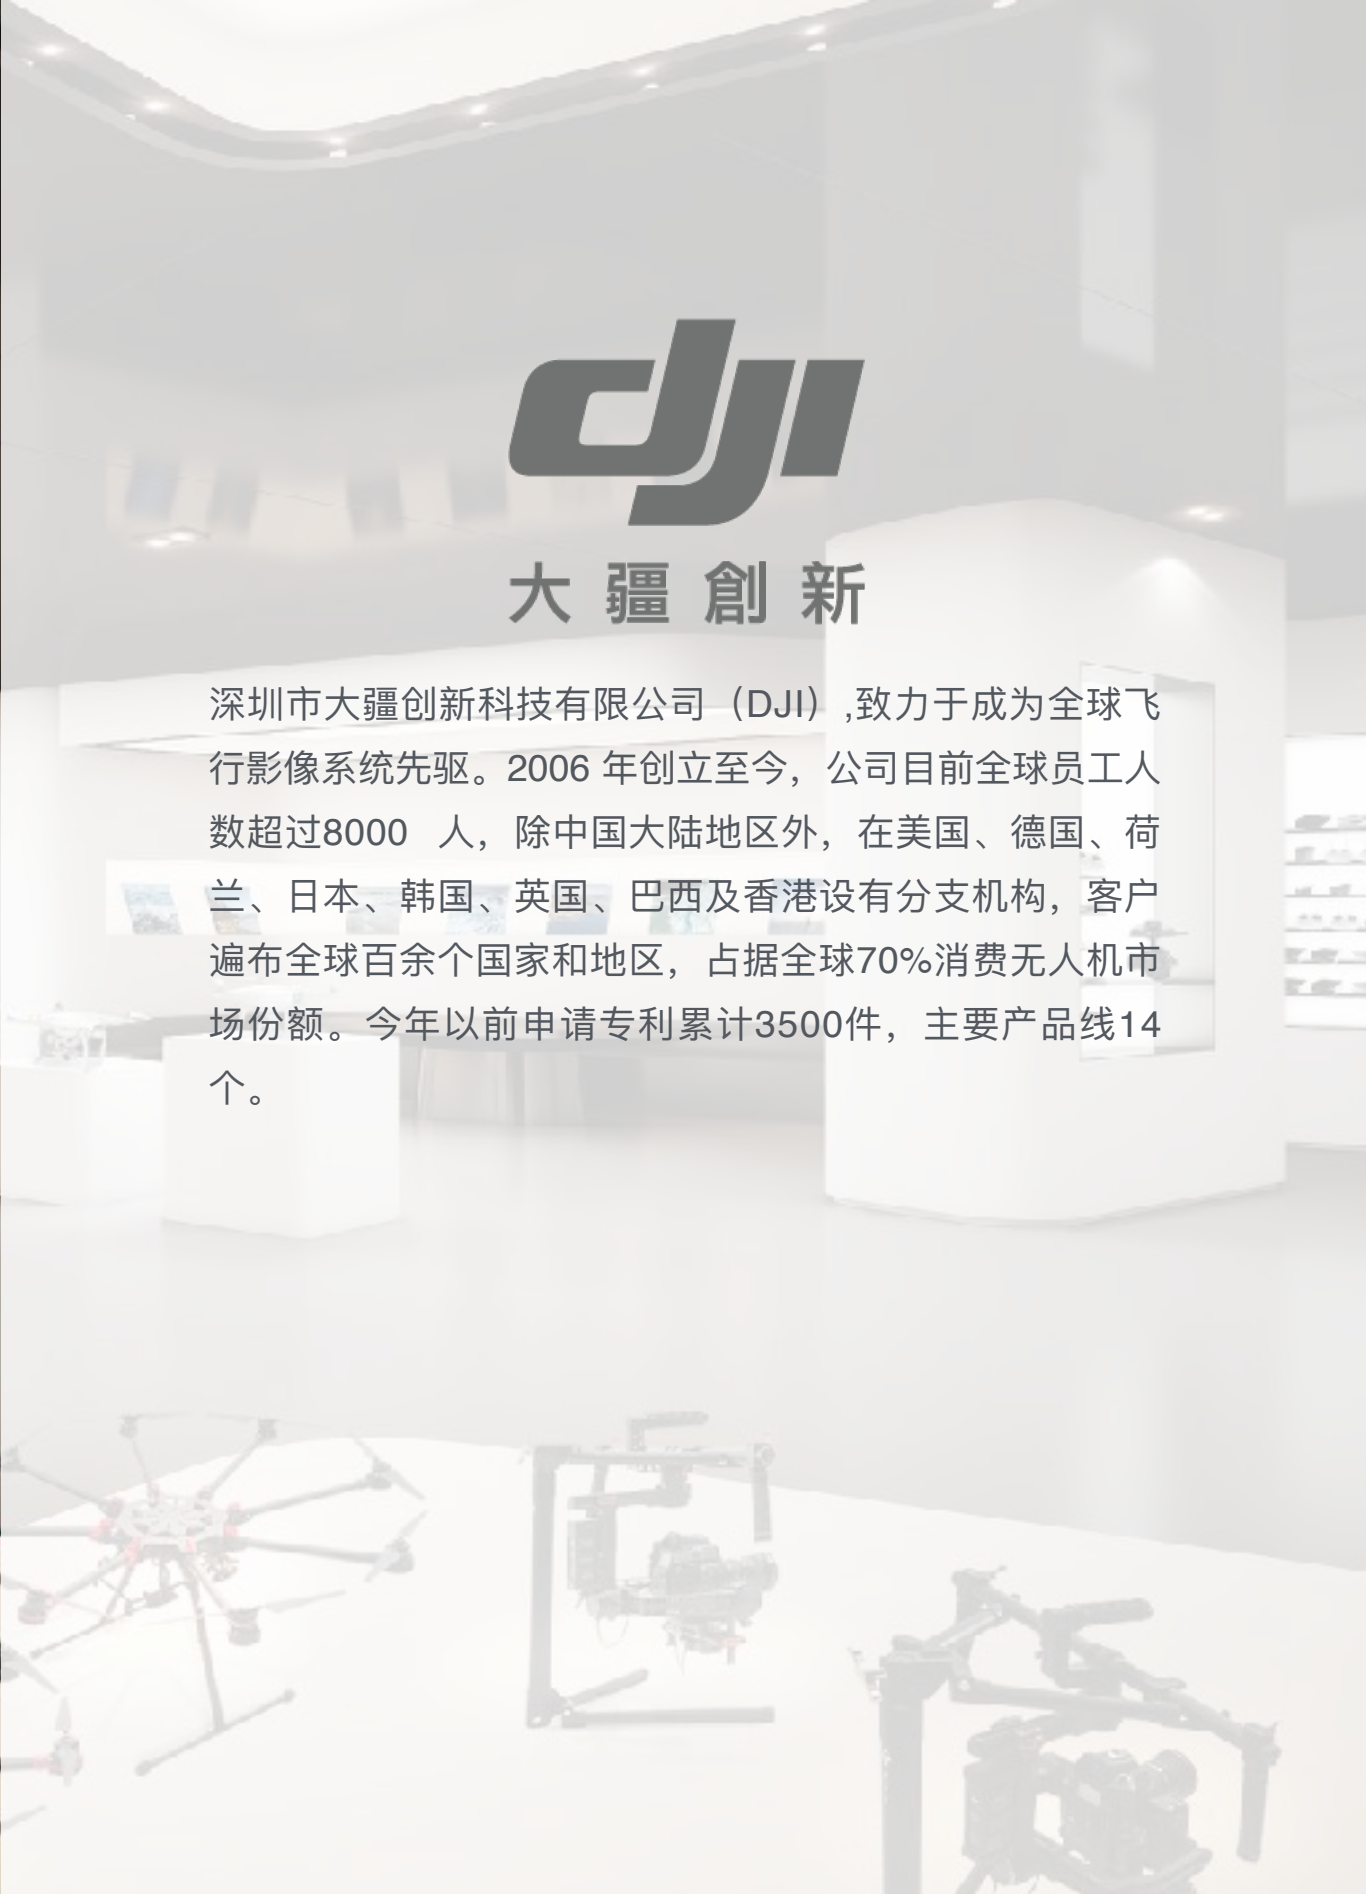 dji
大疆創新
深圳市大疆创新科技有限公司（DJI）,致力于成为全球飞
行影像系统先驱。2006 年创立至今，公司目前全球员工人
数超过8000 人，除中国大陆地区外，在美国、德国、荷
兰、日本、韩国、英国、巴西及香港设有分支机构，客户
遍布全球百余个国家和地区，占据全球70%消费无人机市
场份额。今年以前申请专利累计3500件，主要产品线14
个。